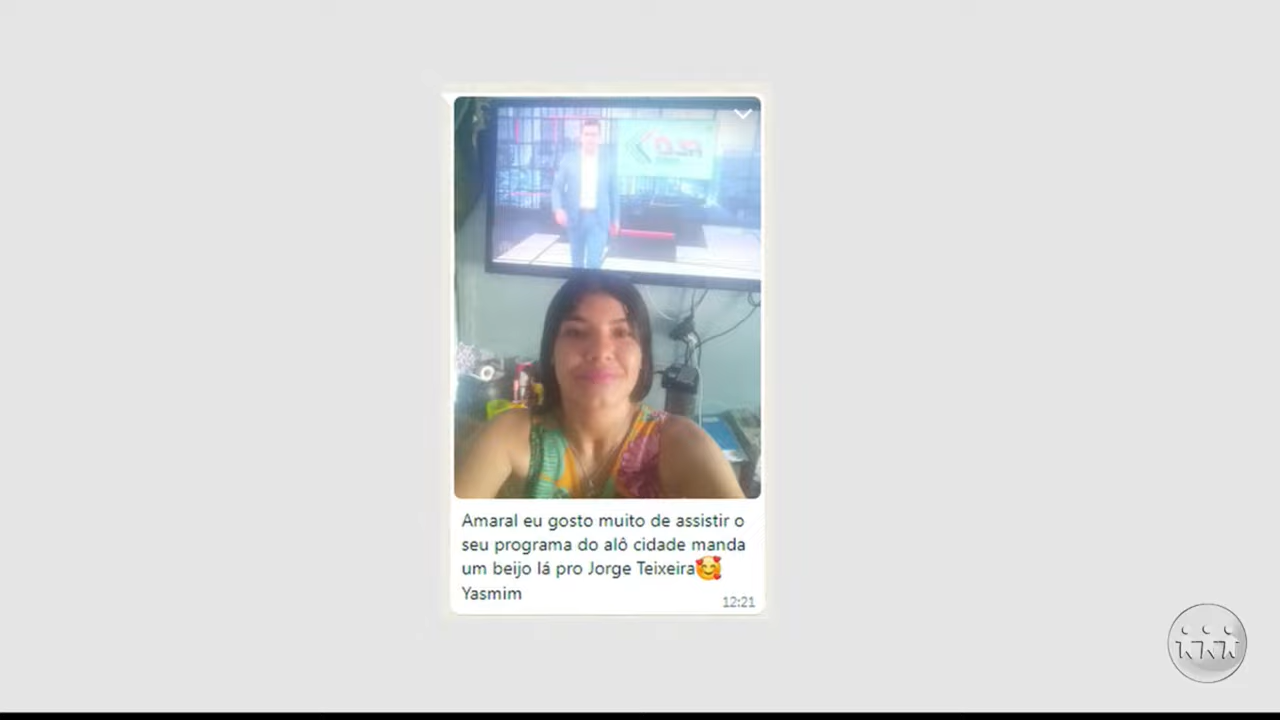 Amaral eu gosto muito de assistir o
seu programa do alô cidade manda
um beijo lá pro Jorge Teixeira🥰
Yasmim
12:21